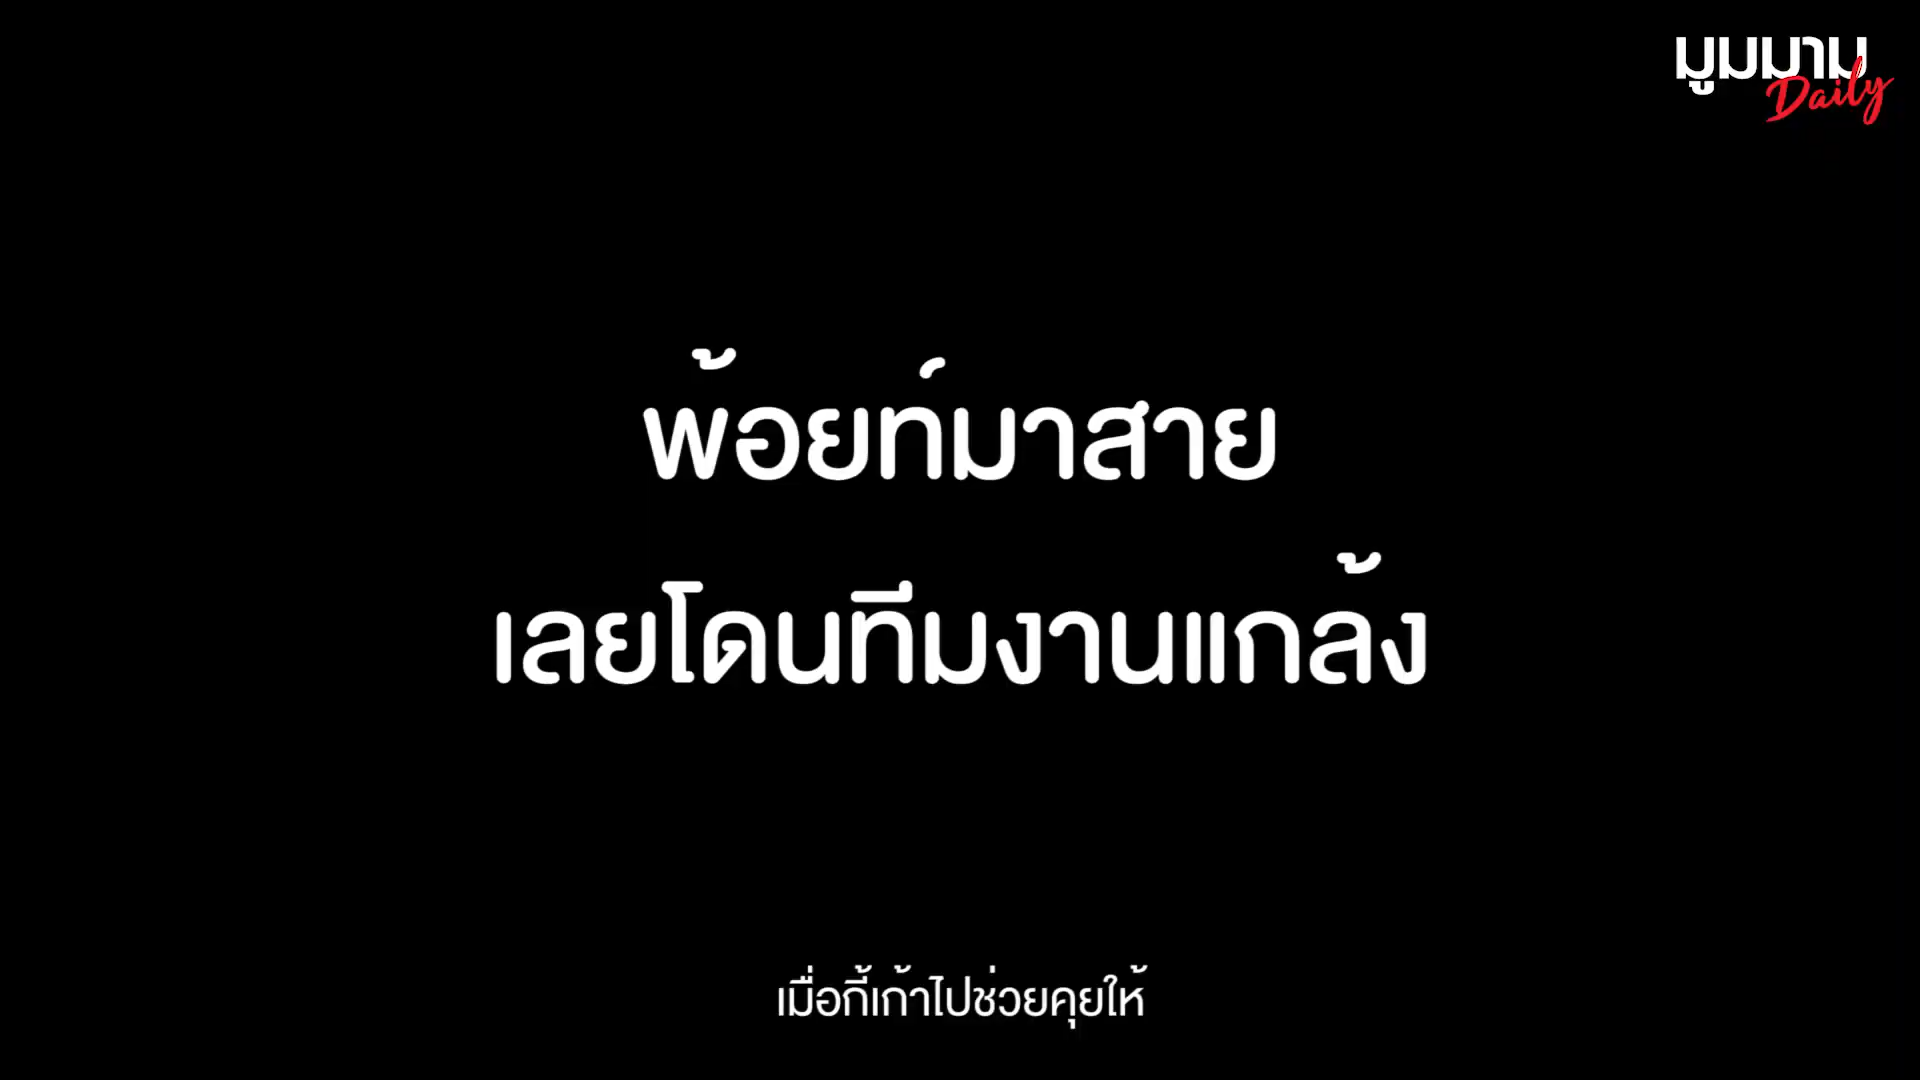 มูมมาม
Daily
พ้อยท์มาสาย
เลยโดนทีมงานแกล้ง
เมื่อกี้เก้าไปช่วยคุยให้